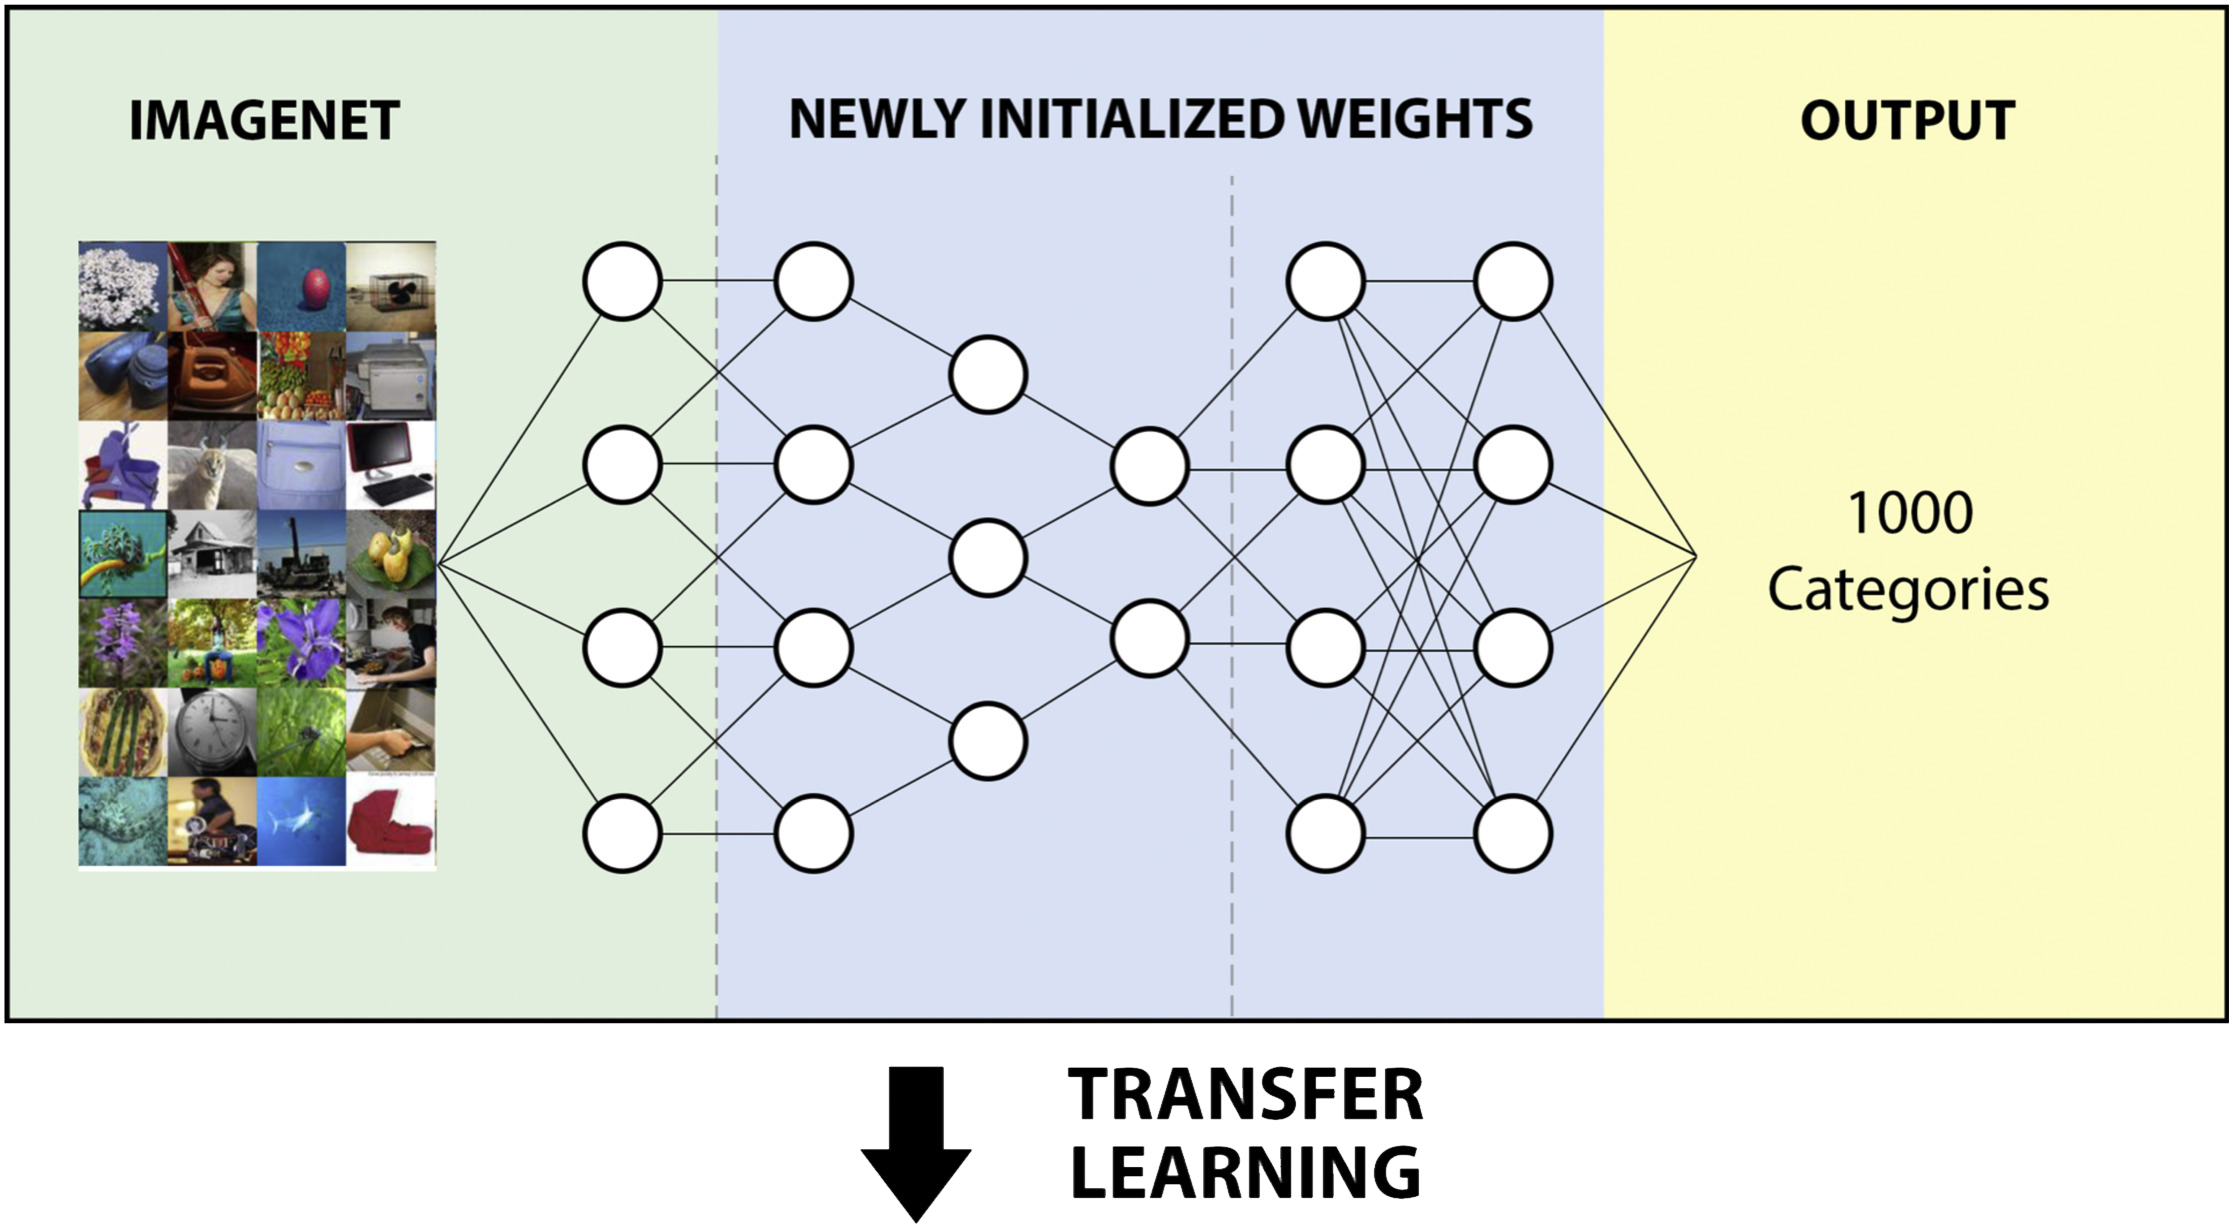 IMAGENET
NEWLY INITIALIZED WEIGHTS
OUTPUT
1000
Categories
TRANSFER
LEARNING